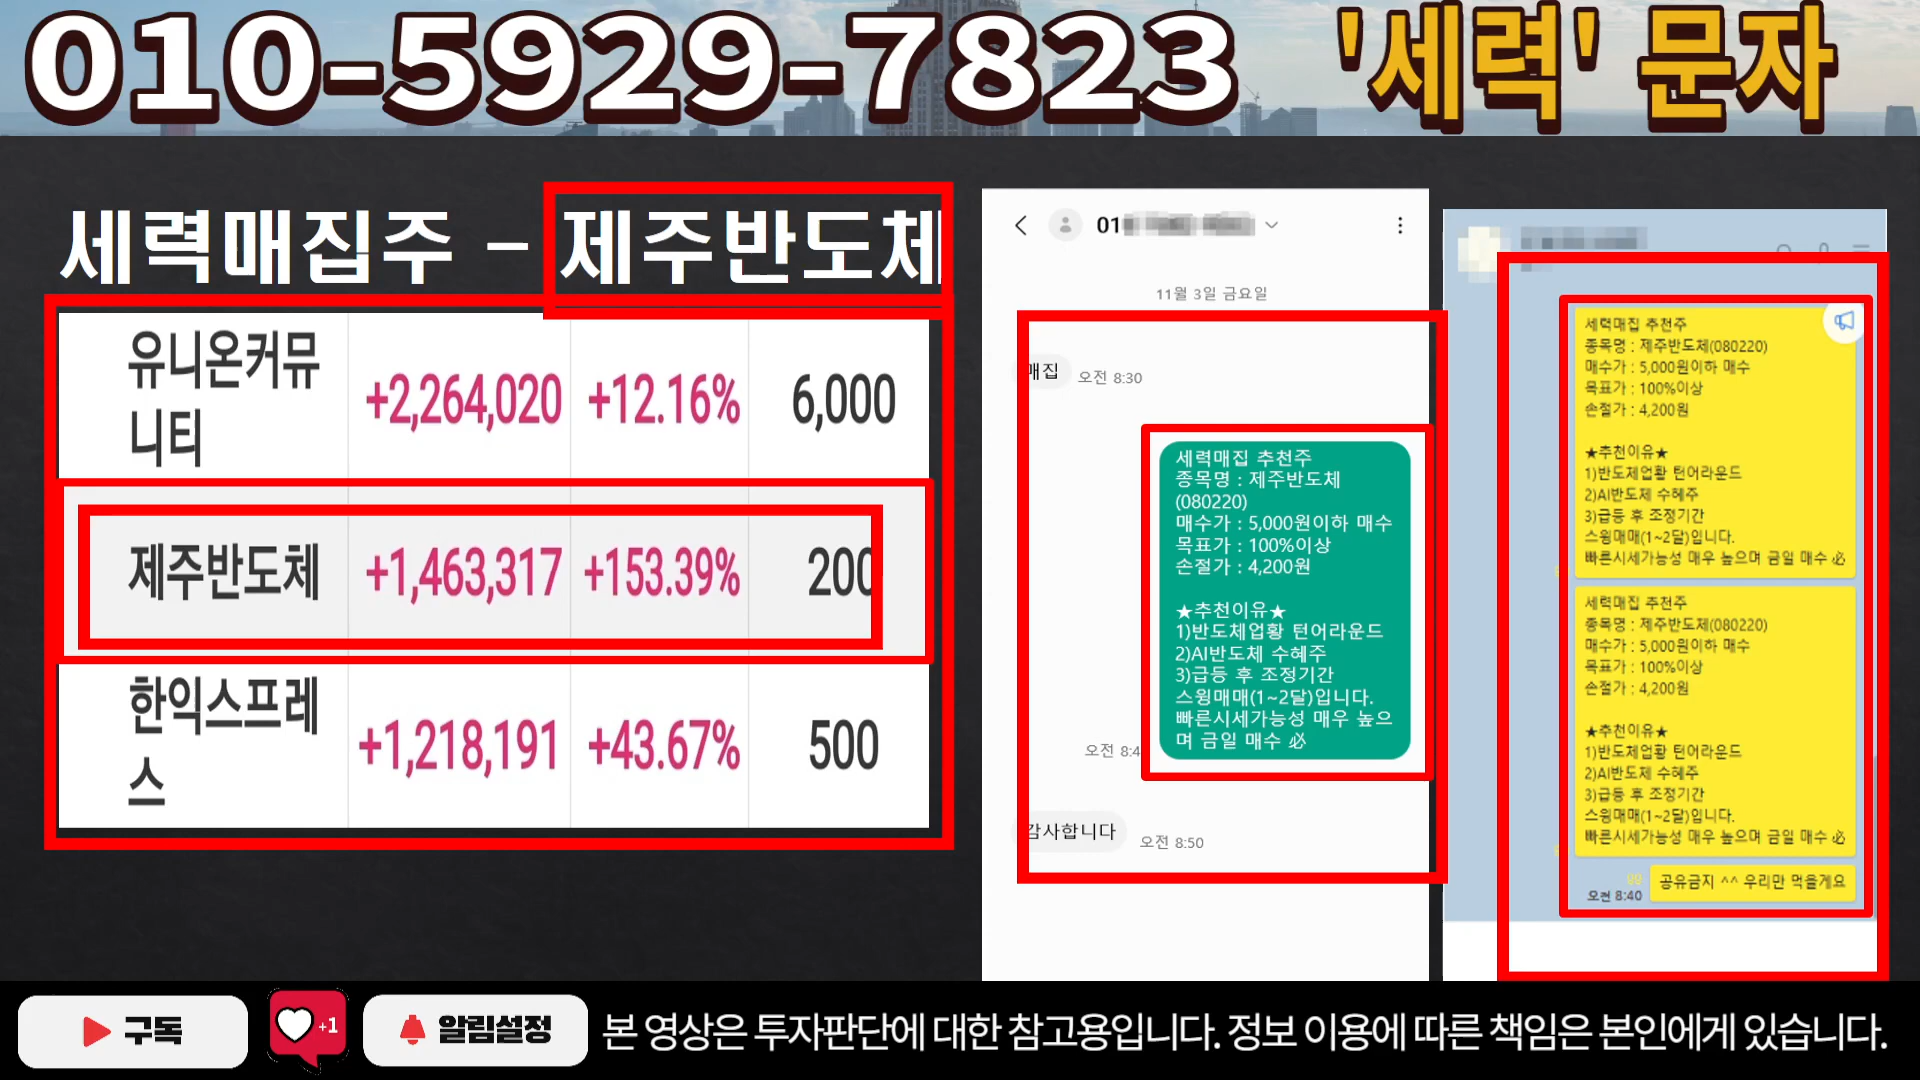 010-5929-7823 '세력' 문자
세력매집주 - 제주반도체
유니온커뮤
니티
+2,264,020 +12.16% 6,000
제주반도체 +1,463,317 +153.39% 200
한익스프레
스
+1,218,191 +43.67% 500
01
11월 3일 금요일
매집 오전 8:30
세력매집 추천주
종목명 : 제주반도체
(080220)
매수가 : 5,000원이하 매수
목표가 : 100%이상
손절가 : 4,200원
★추천이유★
1)반도체업황 턴어라운드
2)AI반도체 수혜주
3)급등 후 조정기간
스윙매매(1~2달)입니다.
빠른시세가능성 매우 높으
며 금일 매수 必
오전 8:4
감사합니다 오전 8:50
세력매집 추천주
종목명 : 제주반도체(080220)
매수가 : 5,000원이하 매수
목표가 : 100%이상
손절가 : 4,200원
★추천이유★
1)반도체업황 턴어라운드
2)AI반도체 수혜주
3)급등 후 조정기간
스윙매매(1~2달)입니다.
빠른시세가능성 매우 높으며 금일 매수 必
세력매집 추천주
종목명 : 제주반도체(080220)
매수가 : 5,000원이하 매수
목표가 : 100%이상
손절가 : 4,200원
★추천이유★
1)반도체업황 턴어라운드
2)AI반도체 수혜주
3)급등 후 조정기간
스윙매매(1~2달)입니다.
빠른시세가능성 매우 높으며 금일 매수 必
오전 8:40 공유금지 ^^ 우리만 먹을게요
구독 +1 알림설정 본 영상은 투자판단에 대한 참고용입니다. 정보 이용에 따른 책임은 본인에게 있습니다.